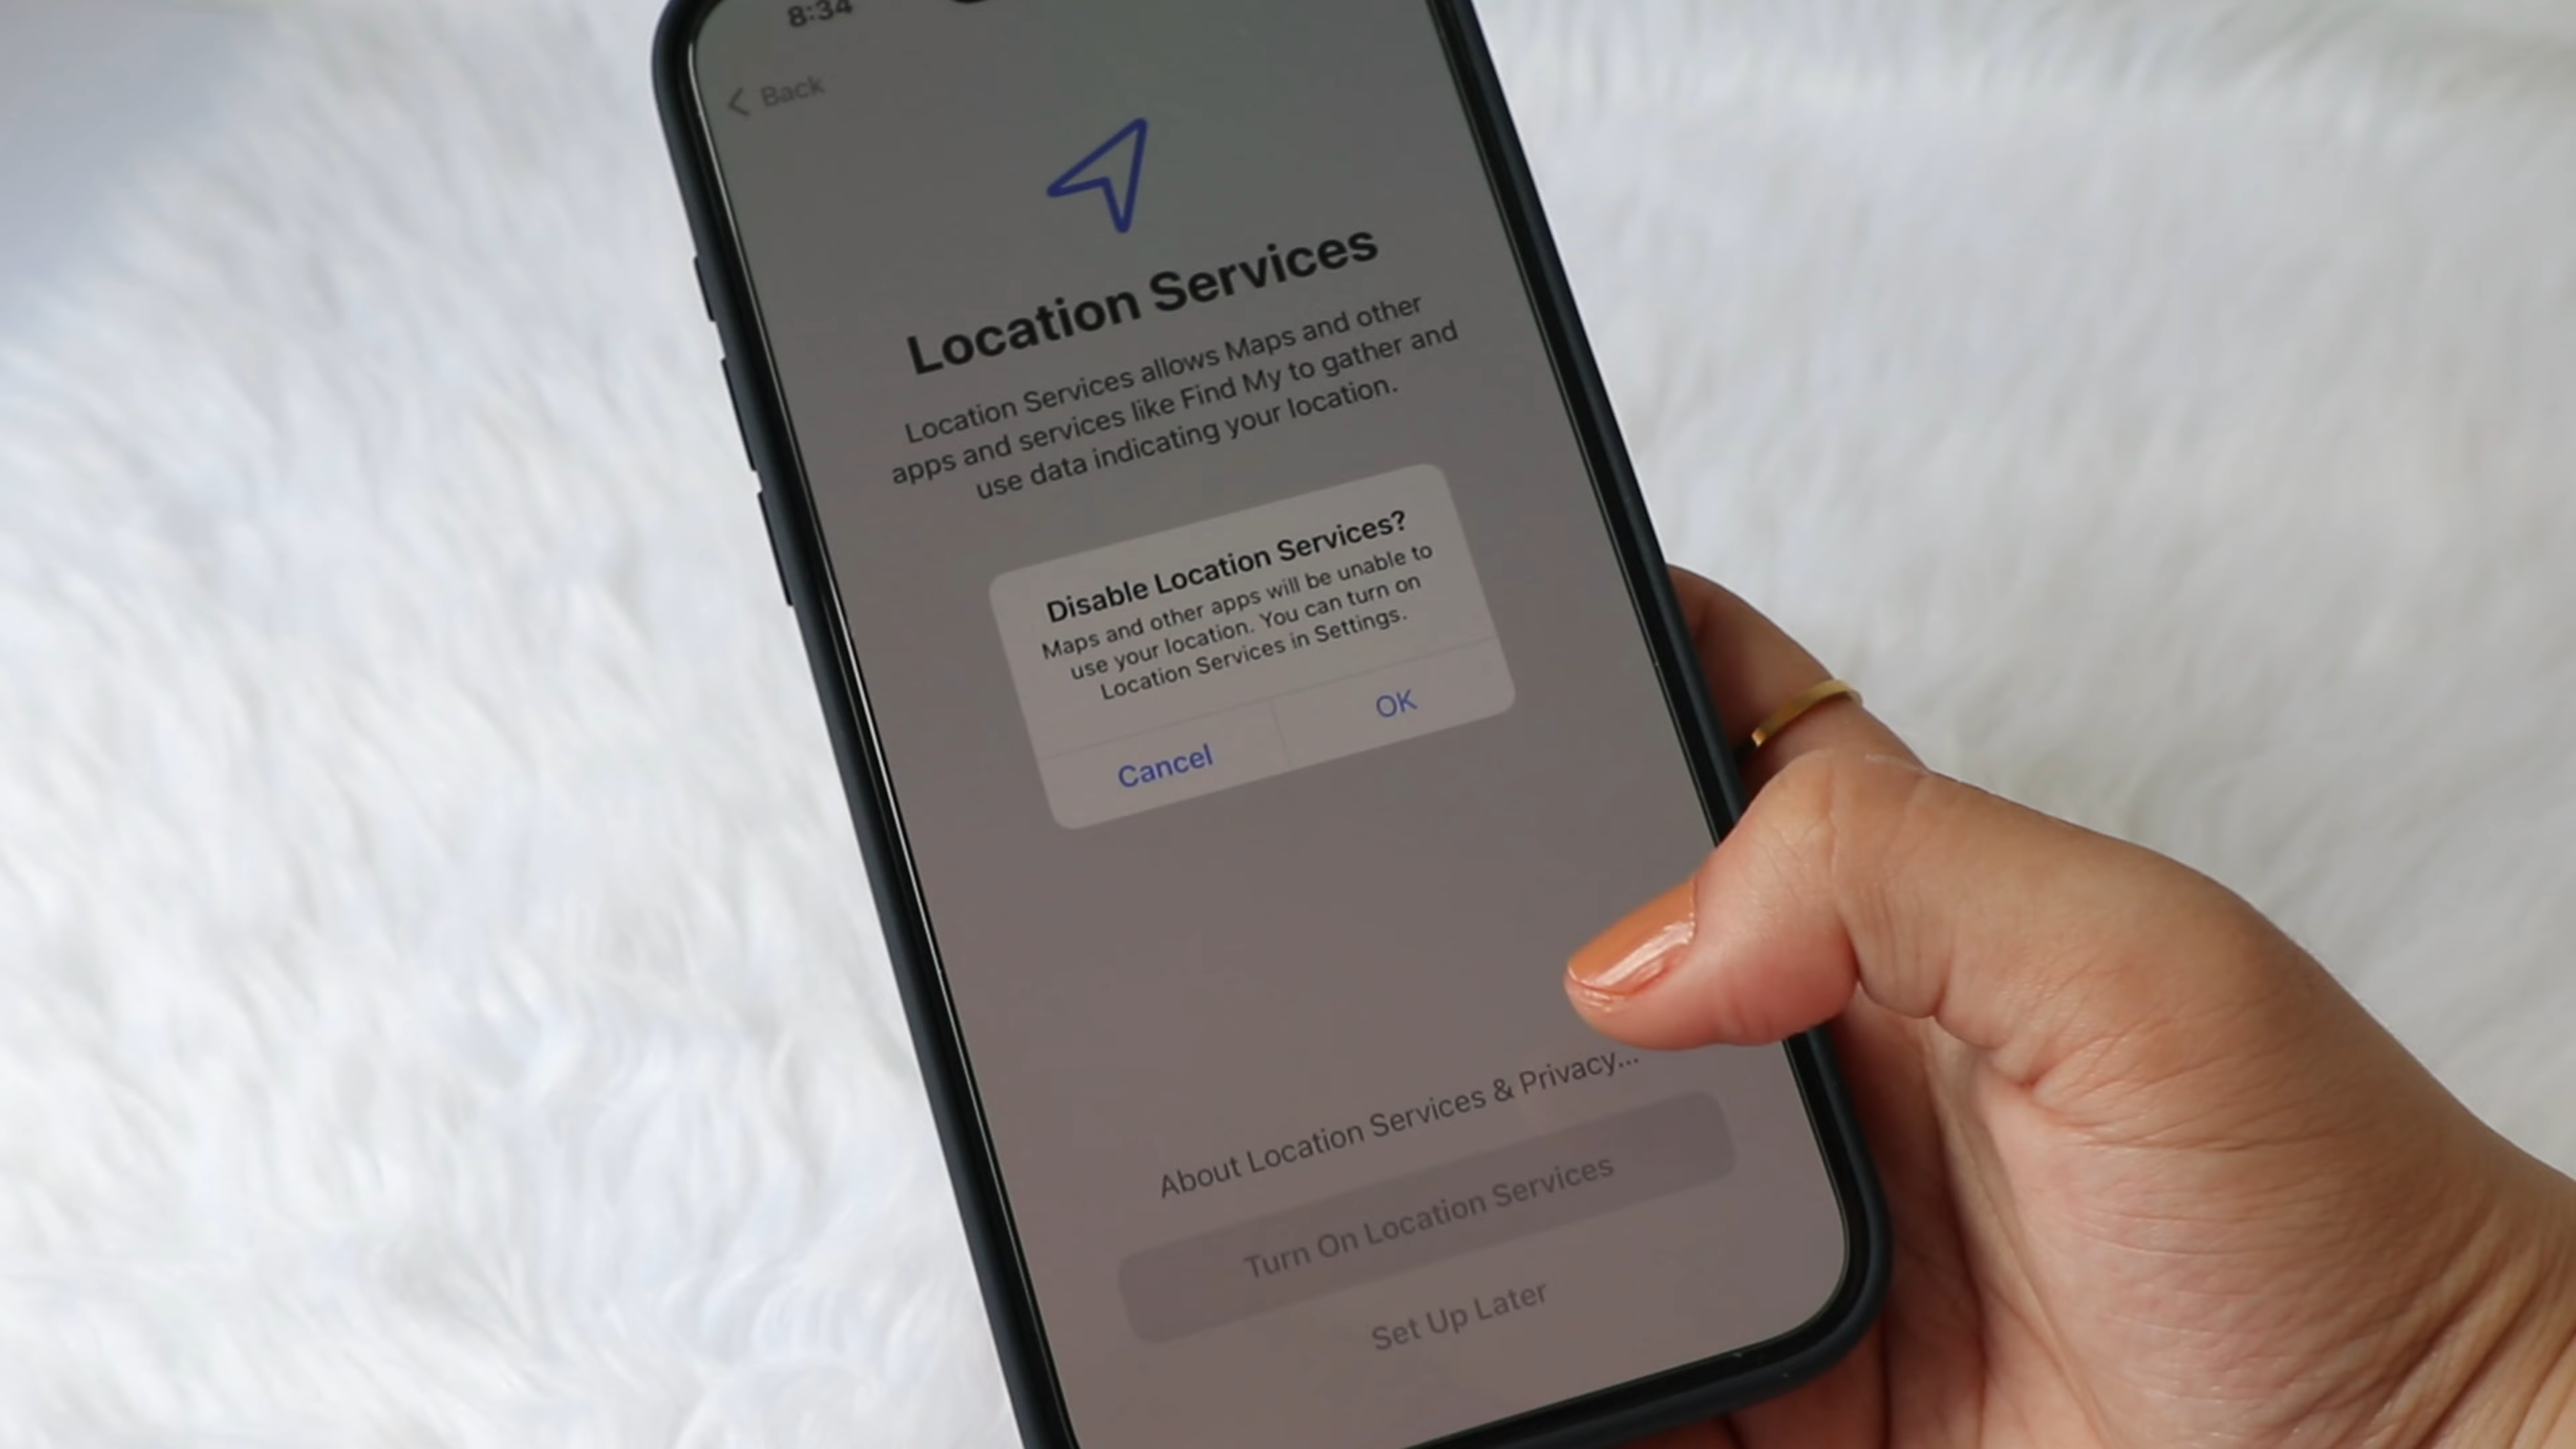 8:34
Back
Location Services
Location Services allows Maps and other
apps and services like Find My to gather and
use data indicating your location.
Disable Location Services?
Maps and other apps will be unable to
use your location. You can turn on
Location Services in Settings.
Cancel
OK
About Location Services & Privacy...
Turn On Location Services
Set Up Later